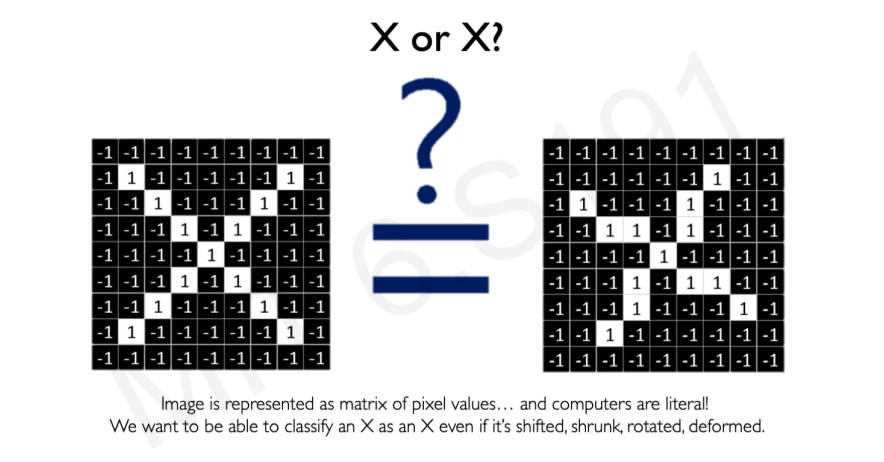 X or X?
?
=
-1 -1 -1 -1 -1 -1 -1 -1 -1
-1 1 -1 -1 -1 -1 -1 1 -1
-1 -1 1 -1 -1 -1 1 -1 -1
-1 -1 -1 1 -1 1 -1 -1 -1
-1 -1 -1 -1 1 -1 -1 -1 -1
-1 -1 -1 1 -1 1 -1 -1 -1
-1 -1 1 -1 -1 -1 1 -1 -1
-1 1 -1 -1 -1 -1 -1 1 -1
-1 -1 -1 -1 -1 -1 -1 -1 -1
-1 -1 -1 -1 -1 -1 -1 -1 -1
-1 -1 -1 -1 -1 -1 1 -1 -1
-1 1 -1 -1 -1 1 -1 -1 -1
-1 -1 1 1 -1 1 -1 -1 -1
-1 -1 -1 -1 1 -1 -1 -1 -1
-1 -1 -1 1 -1 1 1 -1 -1
-1 -1 -1 1 -1 -1 -1 1 -1
-1 -1 1 -1 -1 -1 -1 -1 -1
-1 -1 -1 -1 -1 -1 -1 -1 -1
Image is represented as matrix of pixel values… and computers are literal!
We want to be able to classify an X as an X even if it's shifted, shrunk, rotated, deformed.
MIT 6.S191